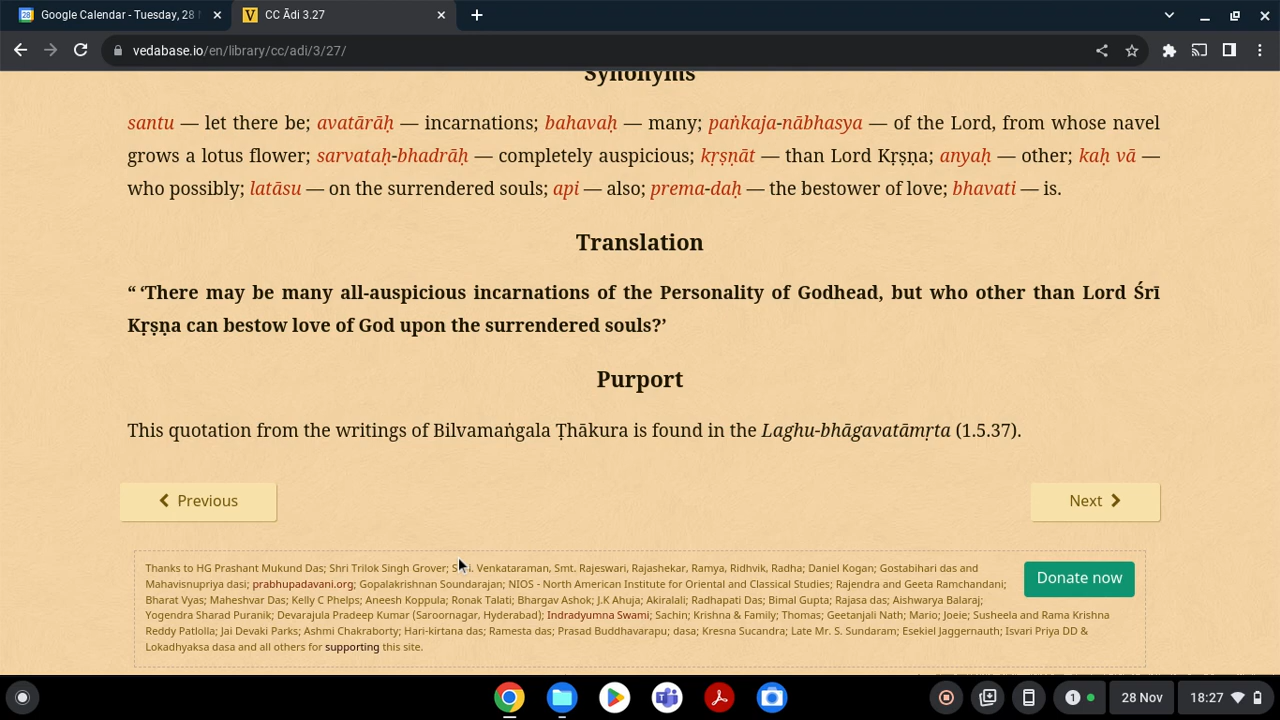 Google Calendar - Tuesday, 28
CC Ādi 3.27
vedabase.io/en/library/cc/adi/3/27/
Synonyms
santu — let there be; avatārāḥ — incarnations; bahavaḥ — many; paṅkaja-nābhasya — of the Lord, from whose navel
grows a lotus flower; sarvataḥ-bhadrāḥ — completely auspicious; kṛṣṇāt — than Lord Kṛṣṇa; anyaḥ — other; kaḥ vā —
who possibly; latāsu — on the surrendered souls; api — also; prema-daḥ — the bestower of love; bhavati — is.
Translation
“ ‘There may be many all-auspicious incarnations of the Personality of Godhead, but who other than Lord Śrī
Kṛṣṇa can bestow love of God upon the surrendered souls?’
Purport
This quotation from the writings of Bilvamaṅgala Ṭhākura is found in the Laghu-bhāgavatāmṛta (1.5.37).
Previous
Next
Thanks to HG Prashant Mukund Das; Shri Trilok Singh Grover; Venkataraman, Smt. Rajeswari, Rajashekar, Ramya, Ridhvik, Radha; Daniel Kogan; Gostabihari das and
Mahavisnupriya dasi; prabhupadavani.org; Gopalakrishnan Soundarajan; NIOS - North American Institute for Oriental and Classical Studies; Rajendra and Geeta Ramchandani;
Bharat Vyas; Maheshvar Das; Kelly C Phelps; Aneesh Koppula; Ronak Talati; Bhargav Ashok; J.K Ahuja; Akiralali; Radhapati Das; Bimal Gupta; Rajasa das; Aishwarya Balaraj;
Yogendra Sharad Puranik; Devarajulu Pradeep Kumar (Saroornagar, Hyderabad); Indradyumna Swami; Sachin; Krishna & Family; Thomas; Geetanjali Nath; Mario; Joeie; Susheela and Rama Krishna
Reddy Patlolla; Jai Devaki Parks; Ashmi Chakraborty; Hari-kirtana das; Ramesta das; Prasad Buddhavarapu; dasa; Kresna Sucandra; Late Mr. S. Sundaram; Esekiel Jaggernauth; Isvari Priya DD &
Lokadhyaksa dasa and all others for supporting this site.
Donate now
1
28 Nov
18:27